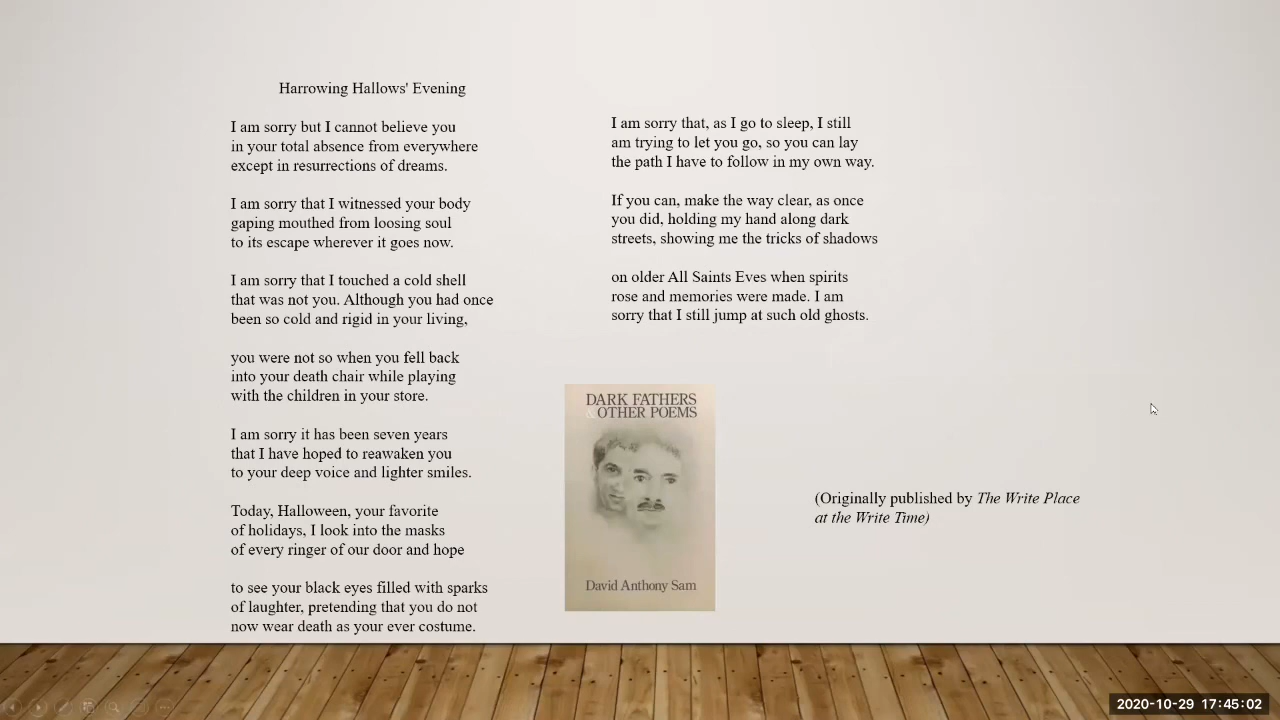 Harrowing Hallows' Evening
I am sorry but I cannot believe you
in your total absence from everywhere
except in resurrections of dreams.
I am sorry that I witnessed your body
gaping mouthed from loosing soul
to its escape wherever it goes now.
I am sorry that I touched a cold shell
that was not you. Although you had once
been so cold and rigid in your living,
you were not so when you fell back
into your death chair while playing
with the children in your store.
I am sorry it has been seven years
that I have hoped to reawaken you
to your deep voice and lighter smiles.
Today, Halloween, your favorite
of holidays, I look into the masks
of every ringer of our door and hope
to see your black eyes filled with sparks
of laughter, pretending that you do not
now wear death as your ever costume.
I am sorry that, as I go to sleep, I still
am trying to let you go, so you can lay
the path I have to follow in my own way.
If you can, make the way clear, as once
you did, holding my hand along dark
streets, showing me the tricks of shadows
on older All Saints Eves when spirits
rose and memories were made. I am
sorry that I still jump at such old ghosts.
DARK FATHERS
& OTHER POEMS
David Anthony Sam
(Originally published by The Write Place
at the Write Time)
2020-10-29 17:45:02